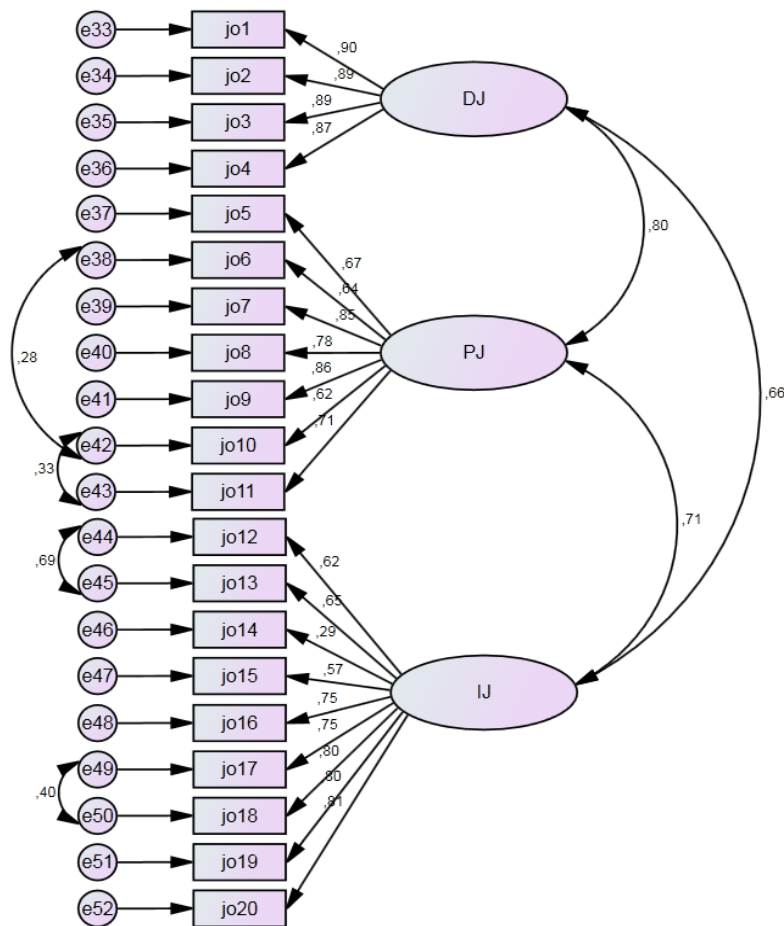 e33 jo1
,90
e34 jo2 ,89
DJ
e35 jo3 ,89
,87
e36 jo4
e37 jo5
,80
e38 jo6 ,67
,64
e39 jo7 ,85
e40 jo8 ,78 PJ
,28
,86
e41 jo9 ,62
,66
,71
e42 jo10
,33
e43 jo11
,71
e44 jo12
,69 ,62
e45 jo13
,65
e46 jo14 ,29
e47 jo15 ,57 IJ
,75
e48 jo16
,75
e49 jo17 ,80
,40 ,80
e50 jo18 ,81
e51 jo19
e52 jo20